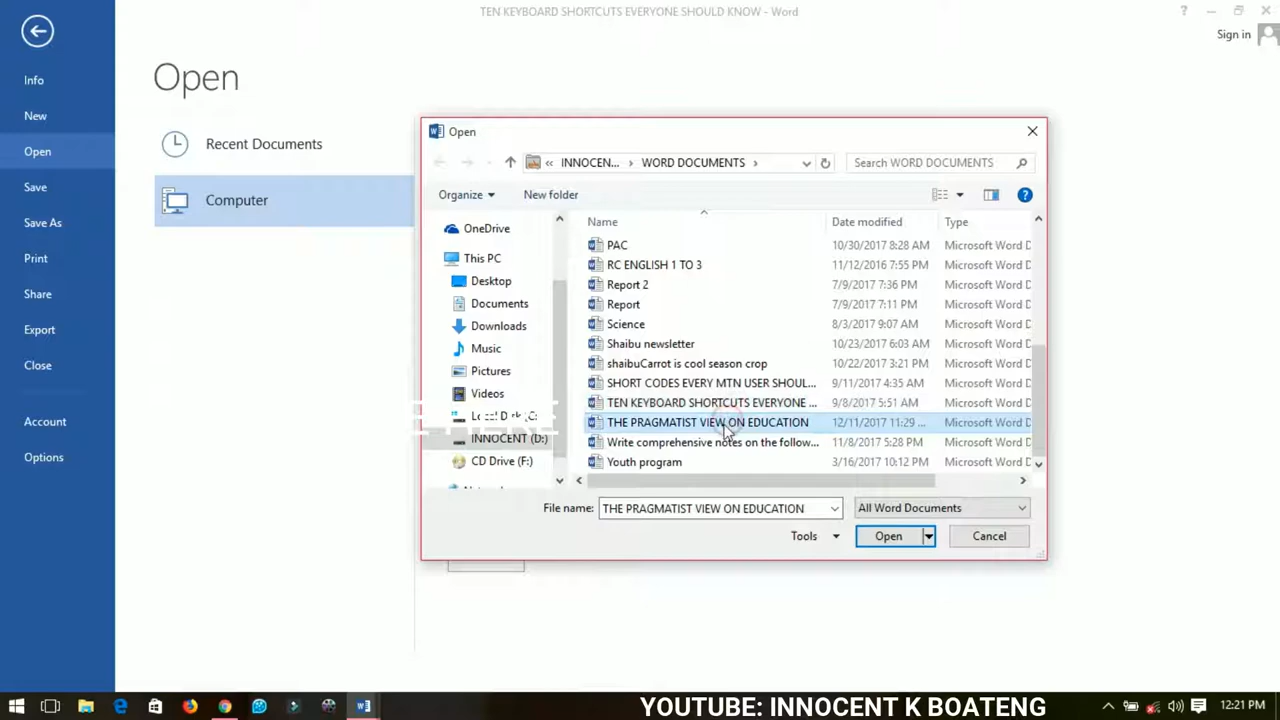 TEN KEYBOARD SHORTCUTS EVERYONE SHOULD KNOW - Word
Sign in
Info
New
Open
Save
Save As
Print
Share
Export
Close
Account
Options
Open
Recent Documents
Computer
Open
« INNOCEN... › WORD DOCUMENTS ›
Search WORD DOCUMENTS
Organize
New folder
OneDrive
This PC
Desktop
Documents
Downloads
Music
Pictures
Videos
INNOCENT (D:)
CD Drive (F:)
Name Date modified Type
PAC 10/30/2017 8:28 AM Microsoft Word D
RC ENGLISH 1 TO 3 11/12/2016 7:55 PM Microsoft Word D
Report 2 7/9/2017 7:36 PM Microsoft Word D
Report 7/9/2017 7:11 PM Microsoft Word D
Science 8/3/2017 9:07 AM Microsoft Word D
Shaibu newsletter 10/23/2017 6:03 AM Microsoft Word D
shaibuCarrot is cool season crop 10/22/2017 3:21 PM Microsoft Word D
SHORT CODES EVERY MTN USER SHOUL... 9/11/2017 4:35 AM Microsoft Word D
TEN KEYBOARD SHORTCUTS EVERYONE ... 9/8/2017 5:51 AM Microsoft Word D
THE PRAGMATIST VIEW ON EDUCATION 12/11/2017 11:29 ... Microsoft Word D
Write comprehensive notes on the follow... 11/8/2017 5:28 PM Microsoft Word D
Youth program 3/16/2017 10:12 PM Microsoft Word D
File name: THE PRAGMATIST VIEW ON EDUCATION
All Word Documents
Tools
Open
Cancel
YOUTUBE: INNOCENT K BOATENG
12:21 PM